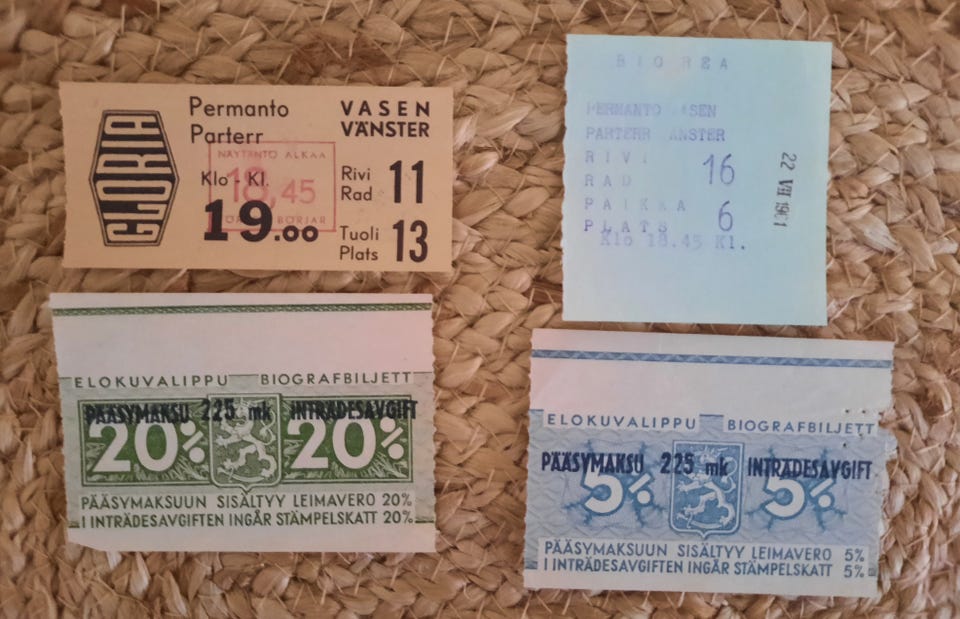 GLORIA
Permanto
Parterr
VASEN
VÄNSTER
NÄYTÄNTÖ ALKAA
18,45
BÖRJAR
Klo - Kl.
19.00
Rivi
Rad
11
Tuoli
Plats
13
BIO REA
PERMANTO VASEN
PARTERR VÄNSTER
RIVI
RAD
16
PAIKKA
PLATS
6
Klo 18.45 Kl.
22 VII 1961
ELOKUVALIPPU BIOGRAFBILJETT
PÄÄSYMAKSU 225 mk INTRÄDESAVGIFT
20% 20%
PÄÄSYMAKSUUN SISÄLTYY LEIMAVERO 20%
I INTRÄDESAVGIFTEN INGÅR STÄMPELSKATT 20%
ELOKUVALIPPU BIOGRAFBILJETT
PÄÄSYMAKSU 225 mk INTRÄDESAVGIFT
5% 5%
PÄÄSYMAKSUUN SISÄLTYY LEIMAVERO 5%
I INTRÄDESAVGIFTEN INGÅR STÄMPELSKATT 5%